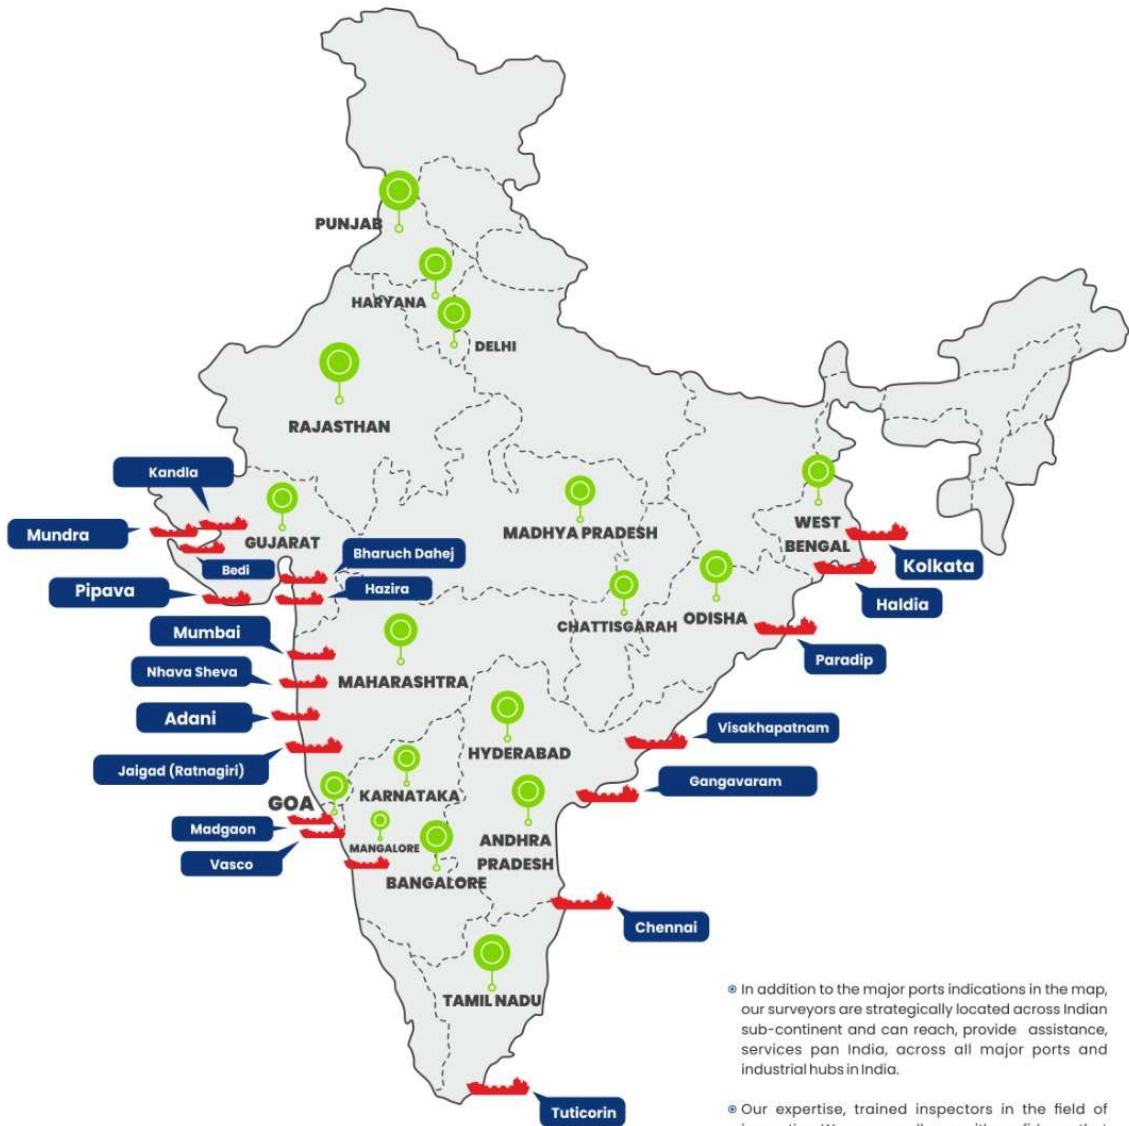 PUNJAB
HARYANA
DELHI
RAJASTHAN
Kandla
Mundra
GUJARAT
Bedi
Bharuch Dahej
Pipava
Hazira
MADHYA PRADESH
WEST
BENGAL
Kolkata
Haldia
CHATTISGARAH
ODISHA
Paradip
Mumbai
Nhava Sheva
MAHARASHTRA
Adani
Jaigad (Ratnagiri)
HYDERABAD
Visakhapatnam
Gangavaram
GOA
KARNATAKA
Madgaon
Vasco
MANGALORE
BANGALORE
ANDHRA
PRADESH
Chennai
TAMIL NADU
Tuticorin
In addition to the major ports indications in the map,
our surveyors are strategically located across Indian
sub-continent and can reach, provide assistance,
services pan India, across all major ports and
industrial hubs in India.
Our expertise, trained inspectors in the field of